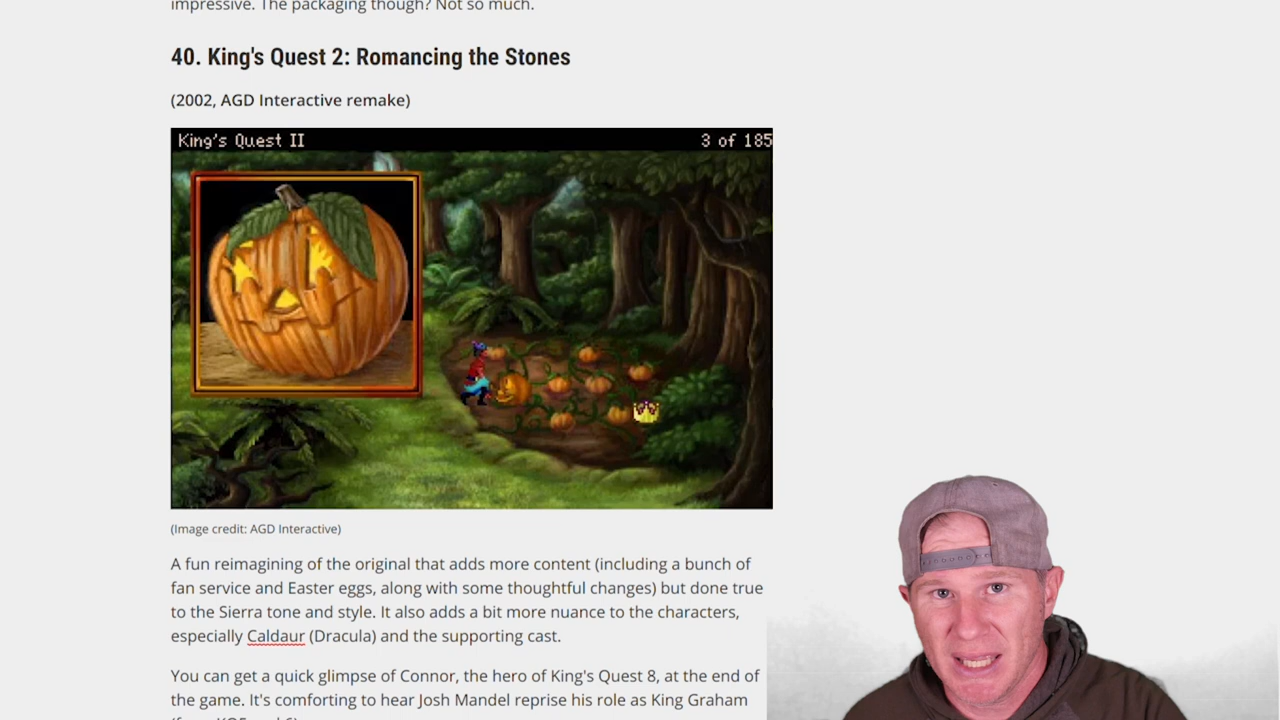 impressive. The packaging though? Not so much.
40. King's Quest 2: Romancing the Stones
(2002, AGD Interactive remake)
King's Quest II 3 of 185
(Image credit: AGD Interactive)
A fun reimagining of the original that adds more content (including a bunch of
fan service and Easter eggs, along with some thoughtful changes) but done true
to the Sierra tone and style. It also adds a bit more nuance to the characters,
especially Caldaur (Dracula) and the supporting cast.
You can get a quick glimpse of Connor, the hero of King's Quest 8, at the end of
the game. It's comforting to hear Josh Mandel reprise his role as King Graham